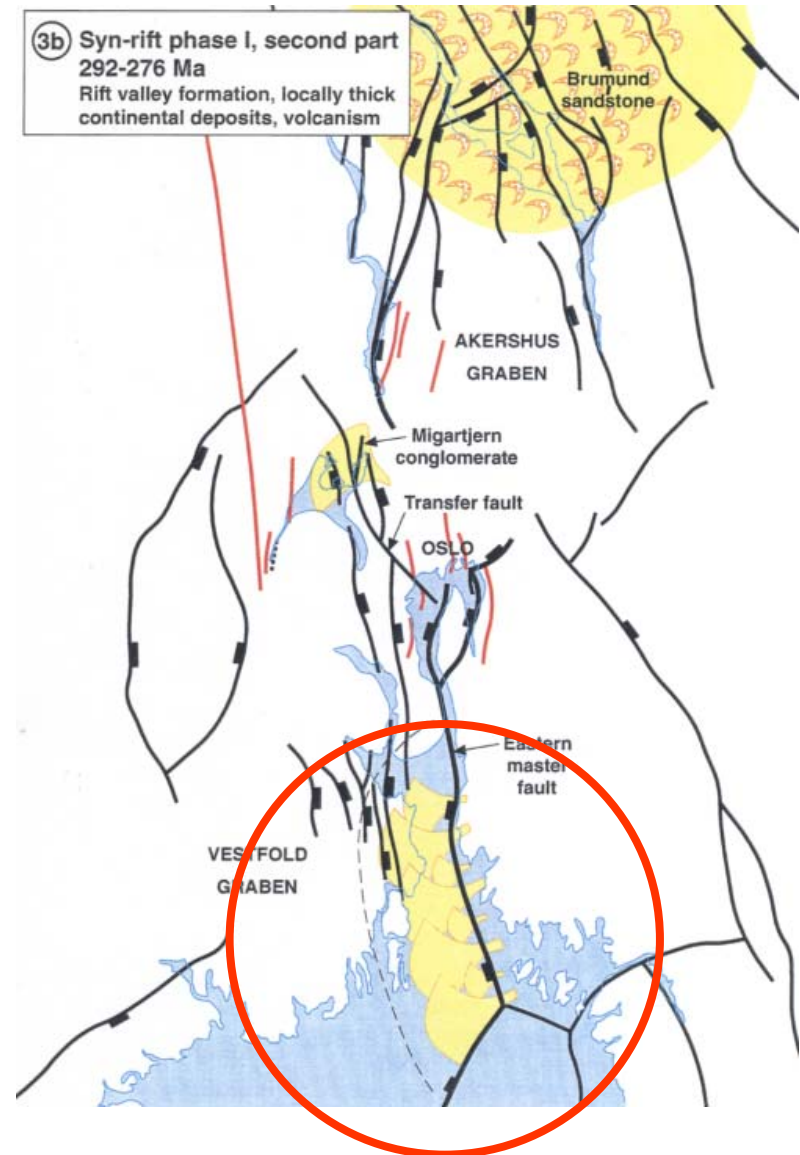 3b Syn-rift phase I, second part
292-276 Ma
Rift valley formation, locally thick
continental deposits, volcanism
Brumund
sandstone
AKERSHUS
GRABEN
Migartjern
conglomerate
Transfer fault
OSLO
Eastern
master
fault
VESTFOLD
GRABEN